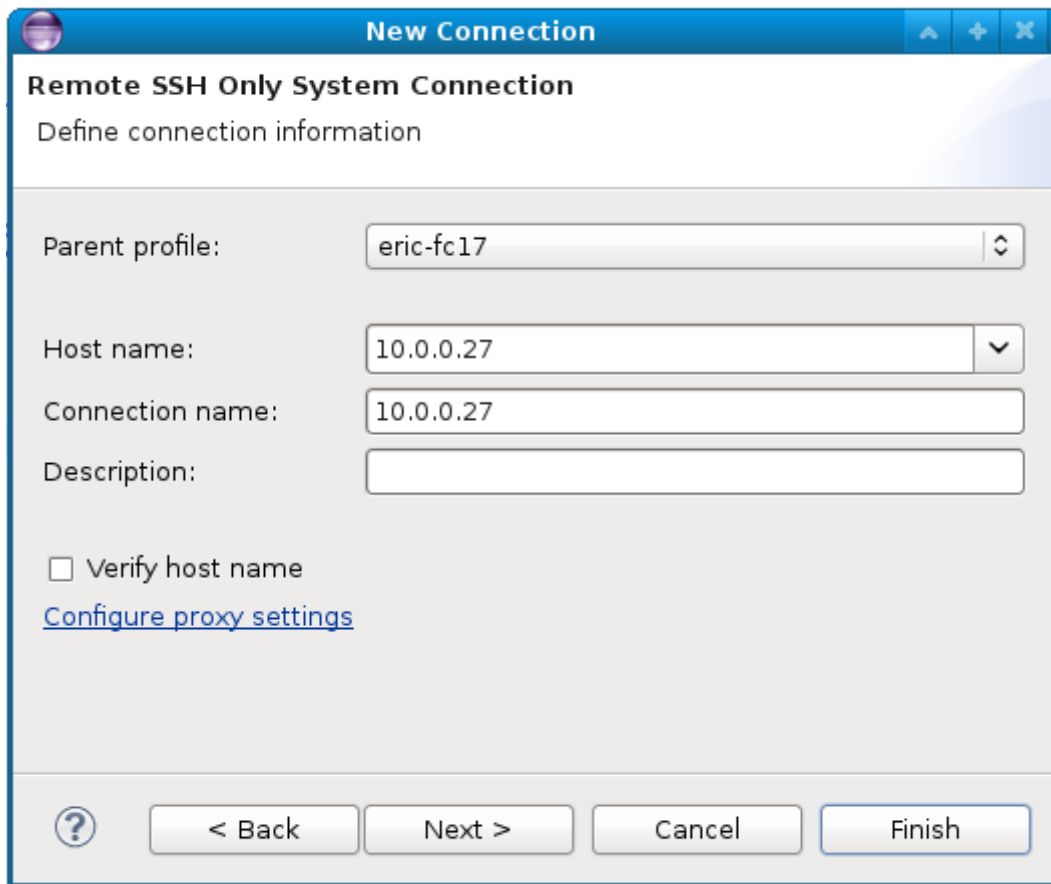 New Connection
Remote SSH Only System Connection
Define connection information
Parent profile: eric-fc17
Host name: 10.0.0.27
Connection name: 10.0.0.27
Description:
Verify host name
Configure proxy settings
? < Back Next > Cancel Finish